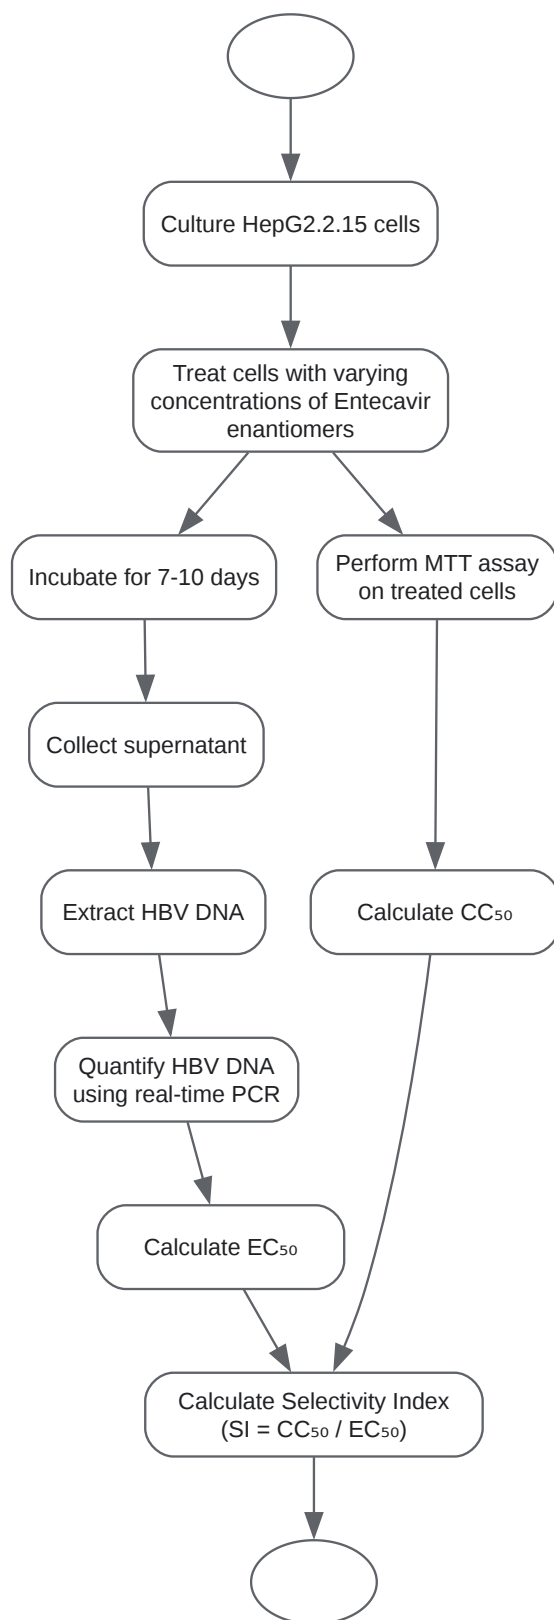 Culture HepG2.2.15 cells
Treat cells with varying
concentrations of Entecavir
enantiomers
Incubate for 7-10 days
Perform MTT assay
on treated cells
Collect supernatant
Extract HBV DNA
Calculate CC₅₀
Quantify HBV DNA
using real-time PCR
Calculate EC₅₀
Calculate Selectivity Index
(SI = CC₅₀ / EC₅₀)